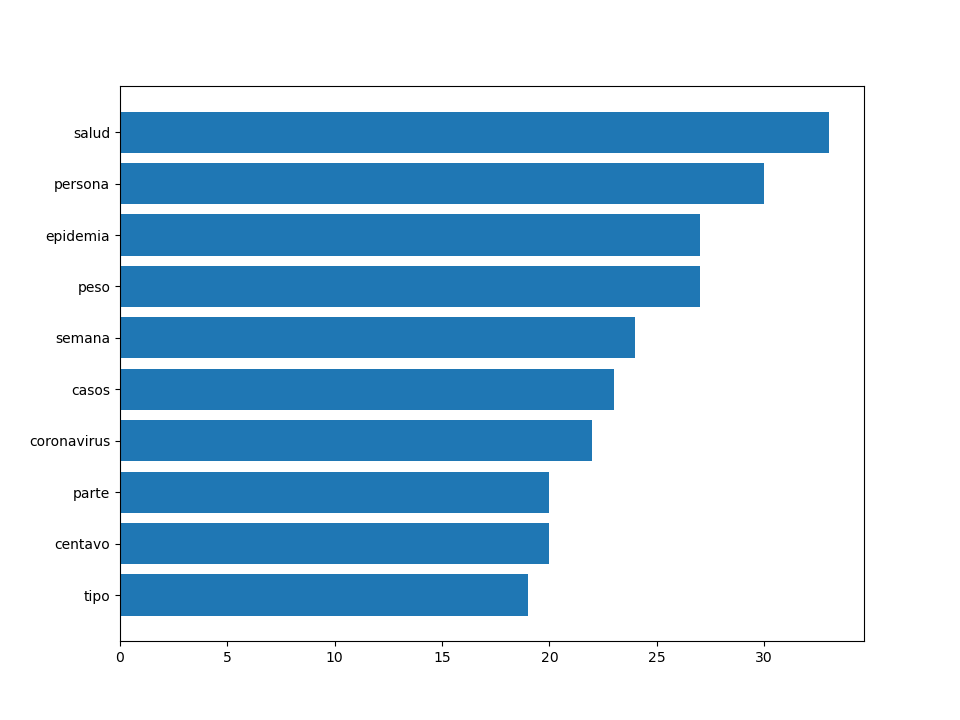 salud
persona
epidemia
peso
semana
casos
coronavirus
parte
centavo
tipo
0 5 10 15 20 25 30